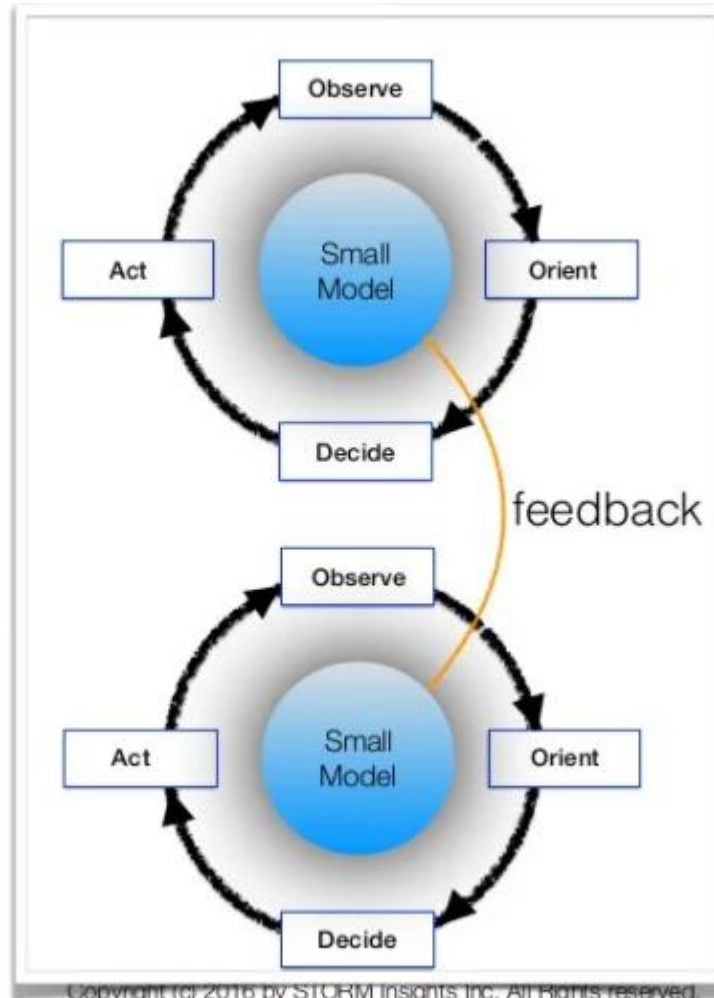 Observe
Act
Small
Model
Orient
Decide
feedback
Observe
Act
Small
Model
Orient
Decide
Copyright (c) 2016 by STORM Insights Inc. All Rights reserved.